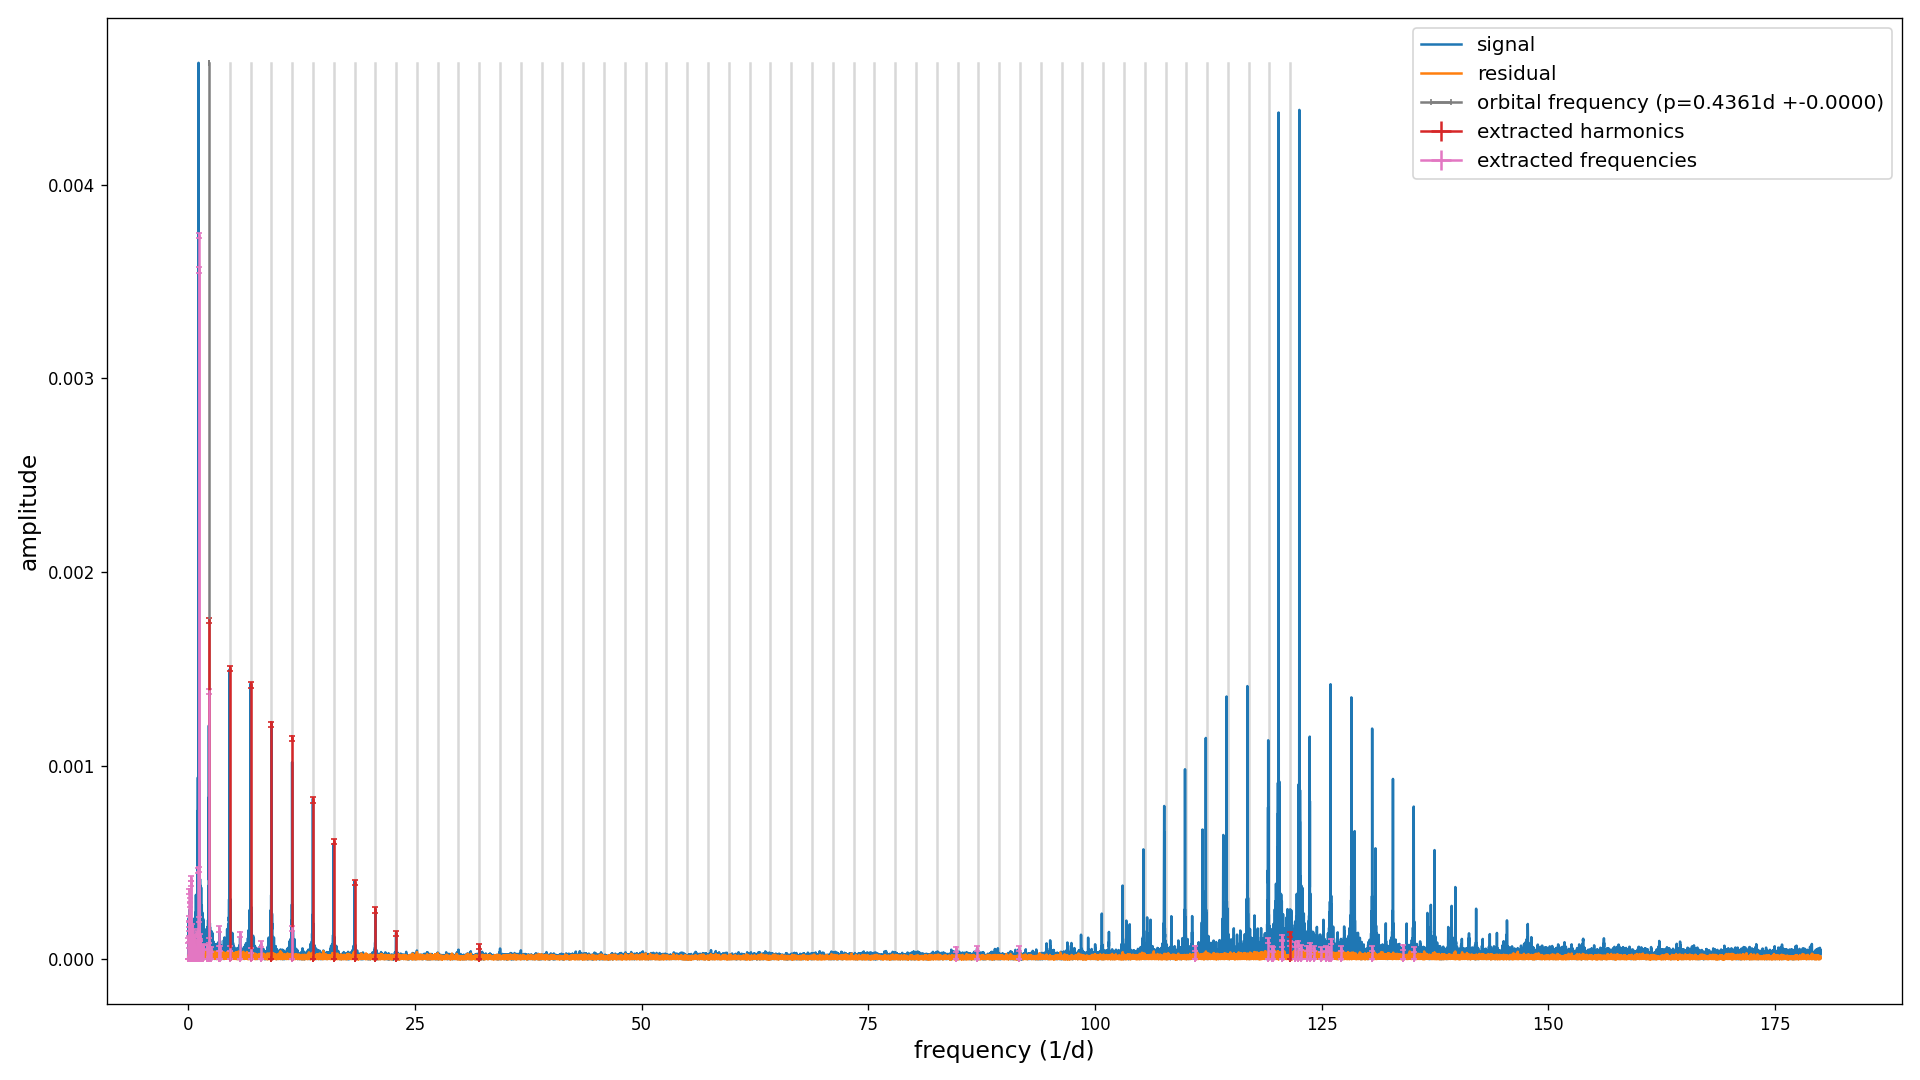 signal
residual
orbital frequency (p=0.4361d +-0.0000)
extracted harmonics
extracted frequencies
amplitude
0.004
0.003
0.002
0.001
0.000
0
25
50
75
100
125
150
175
frequency (1/d)